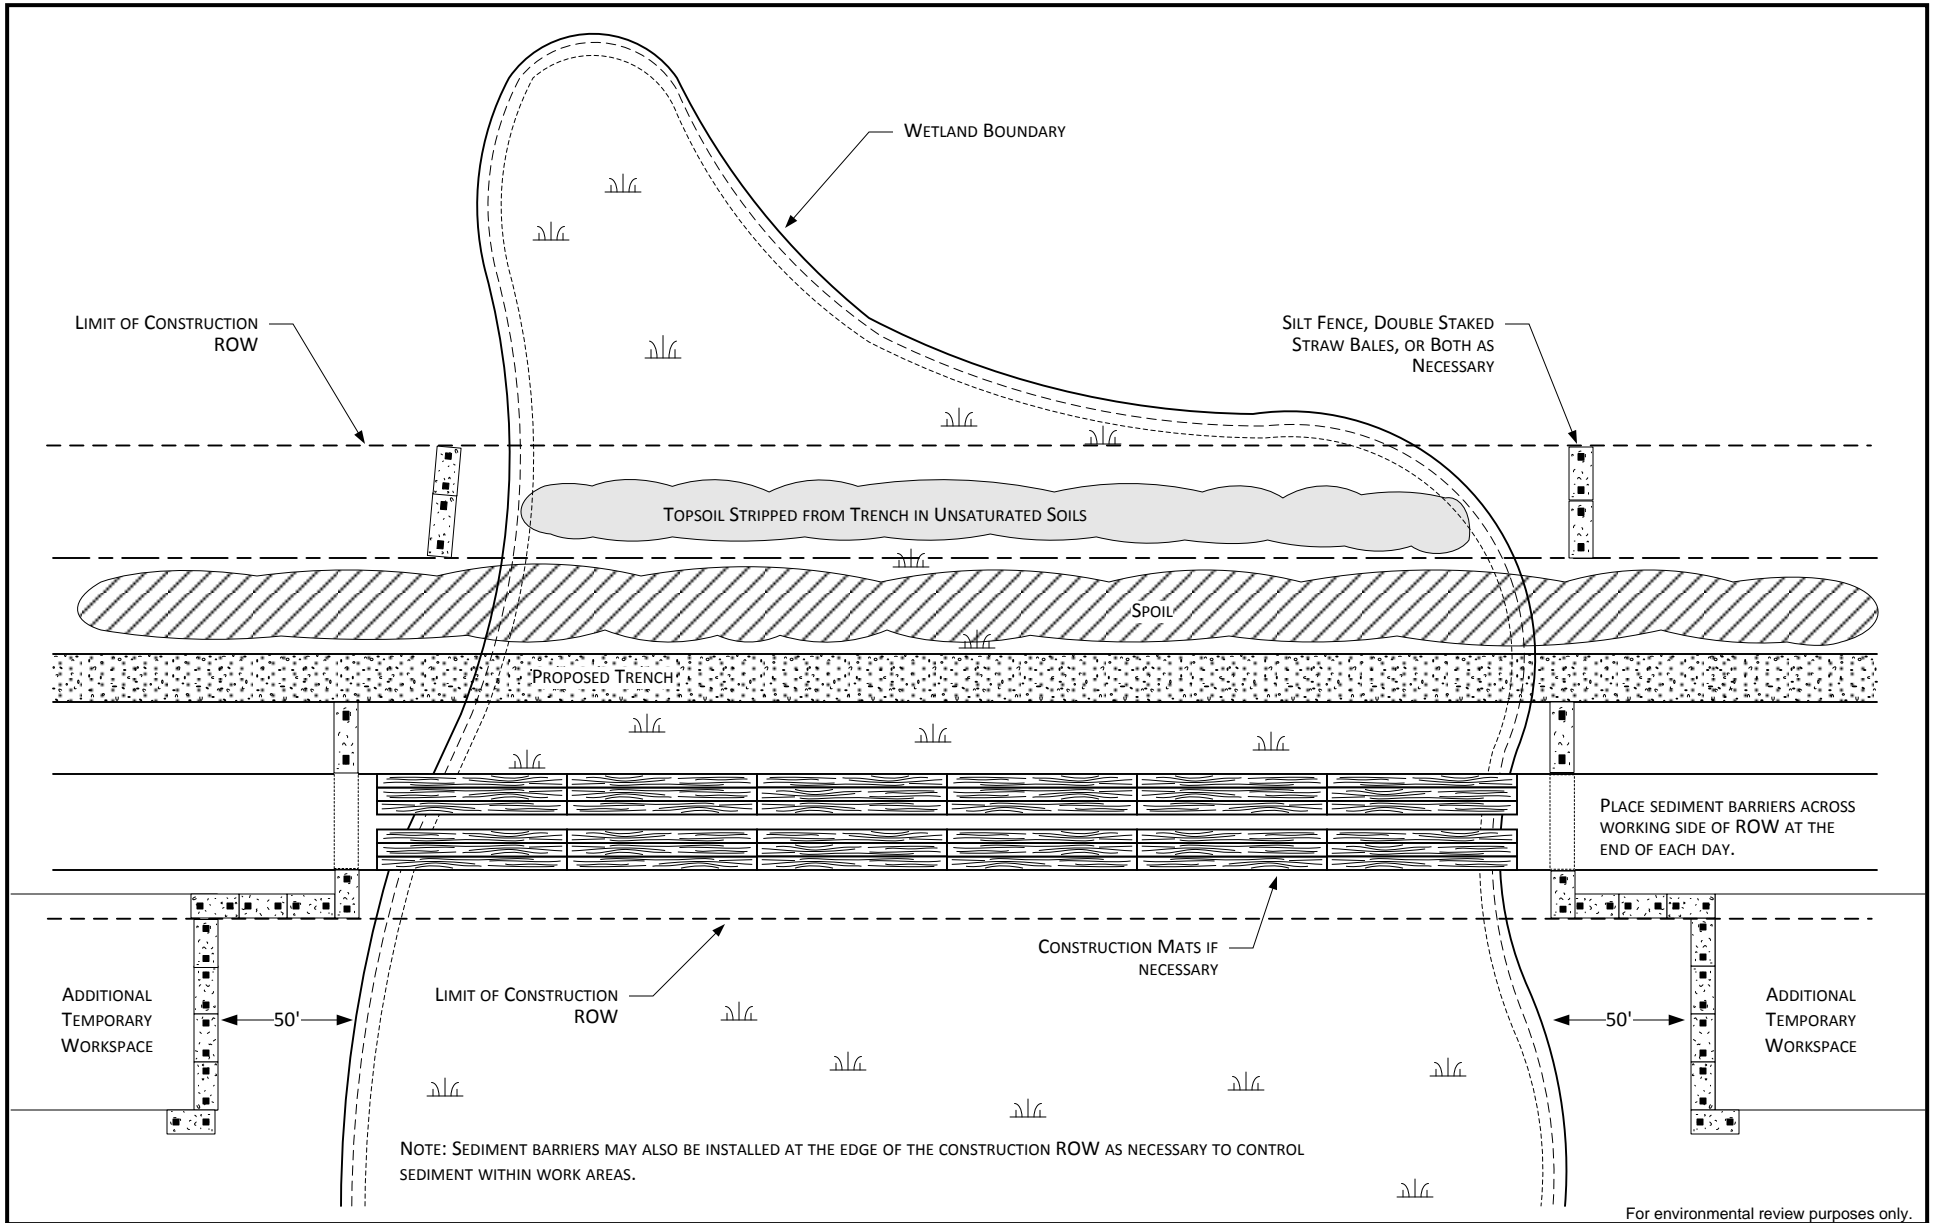 Wetland Boundary
Limit of Construction
ROW
Silt Fence, Double Staked
Straw Bales, or Both as
Necessary
Topsoil Stripped from Trench in Unsaturated Soils
Spoil
Proposed Trench
Place sediment barriers across
working side of ROW at the
end of each day.
Construction Mats if
necessary
Limit of Construction
ROW
Additional
Temporary
Workspace
50'
50'
Additional
Temporary
Workspace
Note: Sediment barriers may also be installed at the edge of the construction ROW as necessary to control
sediment within work areas.
For environmental review purposes only.